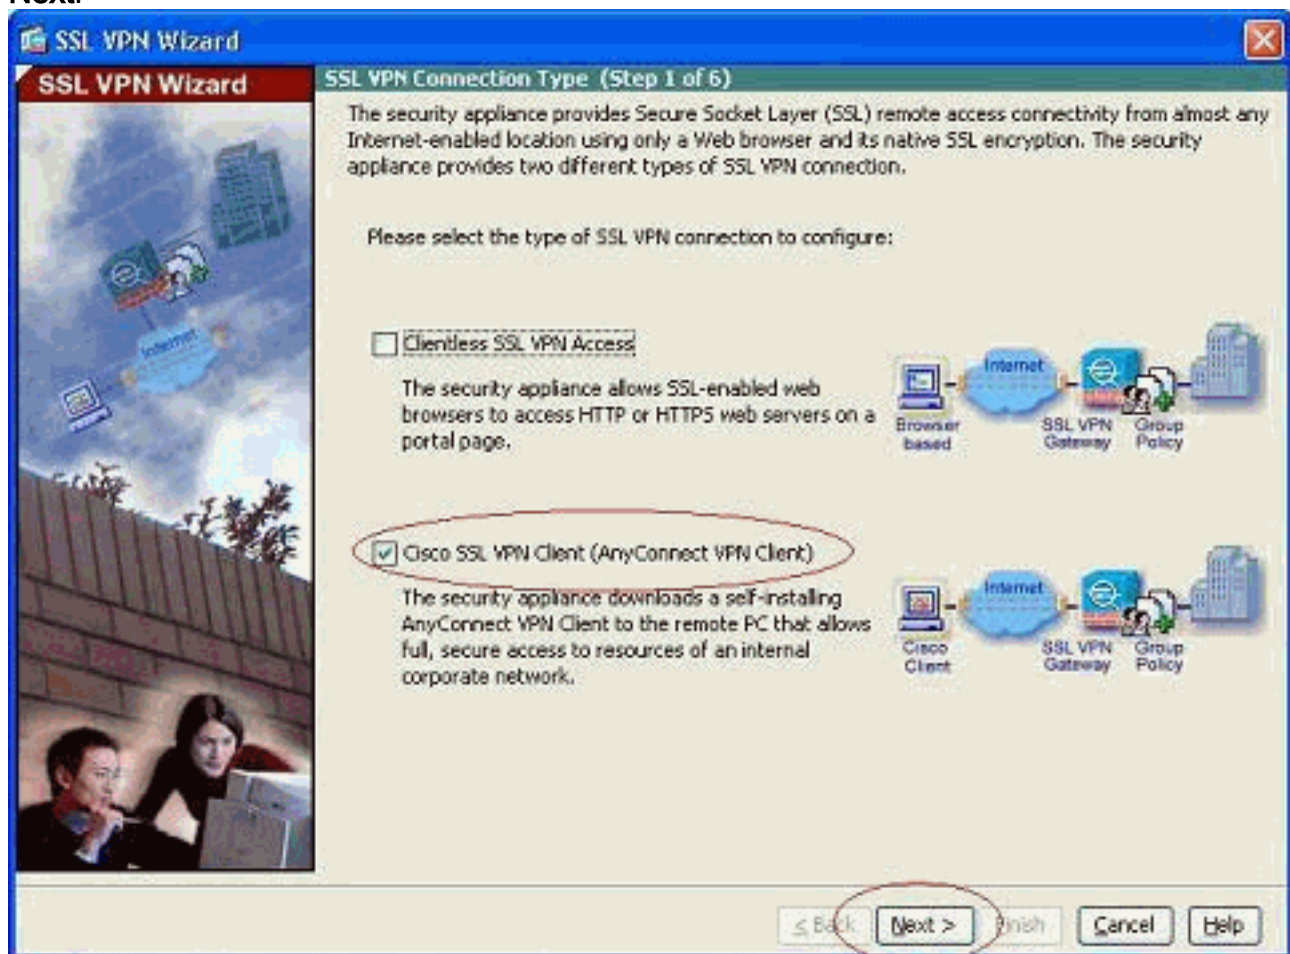 Next.
SSL VPN Wizard
SSL VPN Wizard
SSL VPN Connection Type (Step 1 of 6)
The security appliance provides Secure Socket Layer (SSL) remote access connectivity from almost any
Internet-enabled location using only a Web browser and its native SSL encryption. The security
appliance provides two different types of SSL VPN connection.
Please select the type of SSL VPN connection to configure:
Internet
Clientless SSL VPN Access
The security appliance allows SSL-enabled web
browsers to access HTTP or HTTPS web servers on a
portal page.
Internet
Browser
based
SSL VPN
Gateway
Group
Policy
Cisco SSL VPN Client (AnyConnect VPN Client)
The security appliance downloads a self-installing
AnyConnect VPN Client to the remote PC that allows
full, secure access to resources of an internal
corporate network.
Internet
Cisco
Client
SSL VPN
Gateway
Group
Policy
< Back
Next >
Finish
Cancel
Help